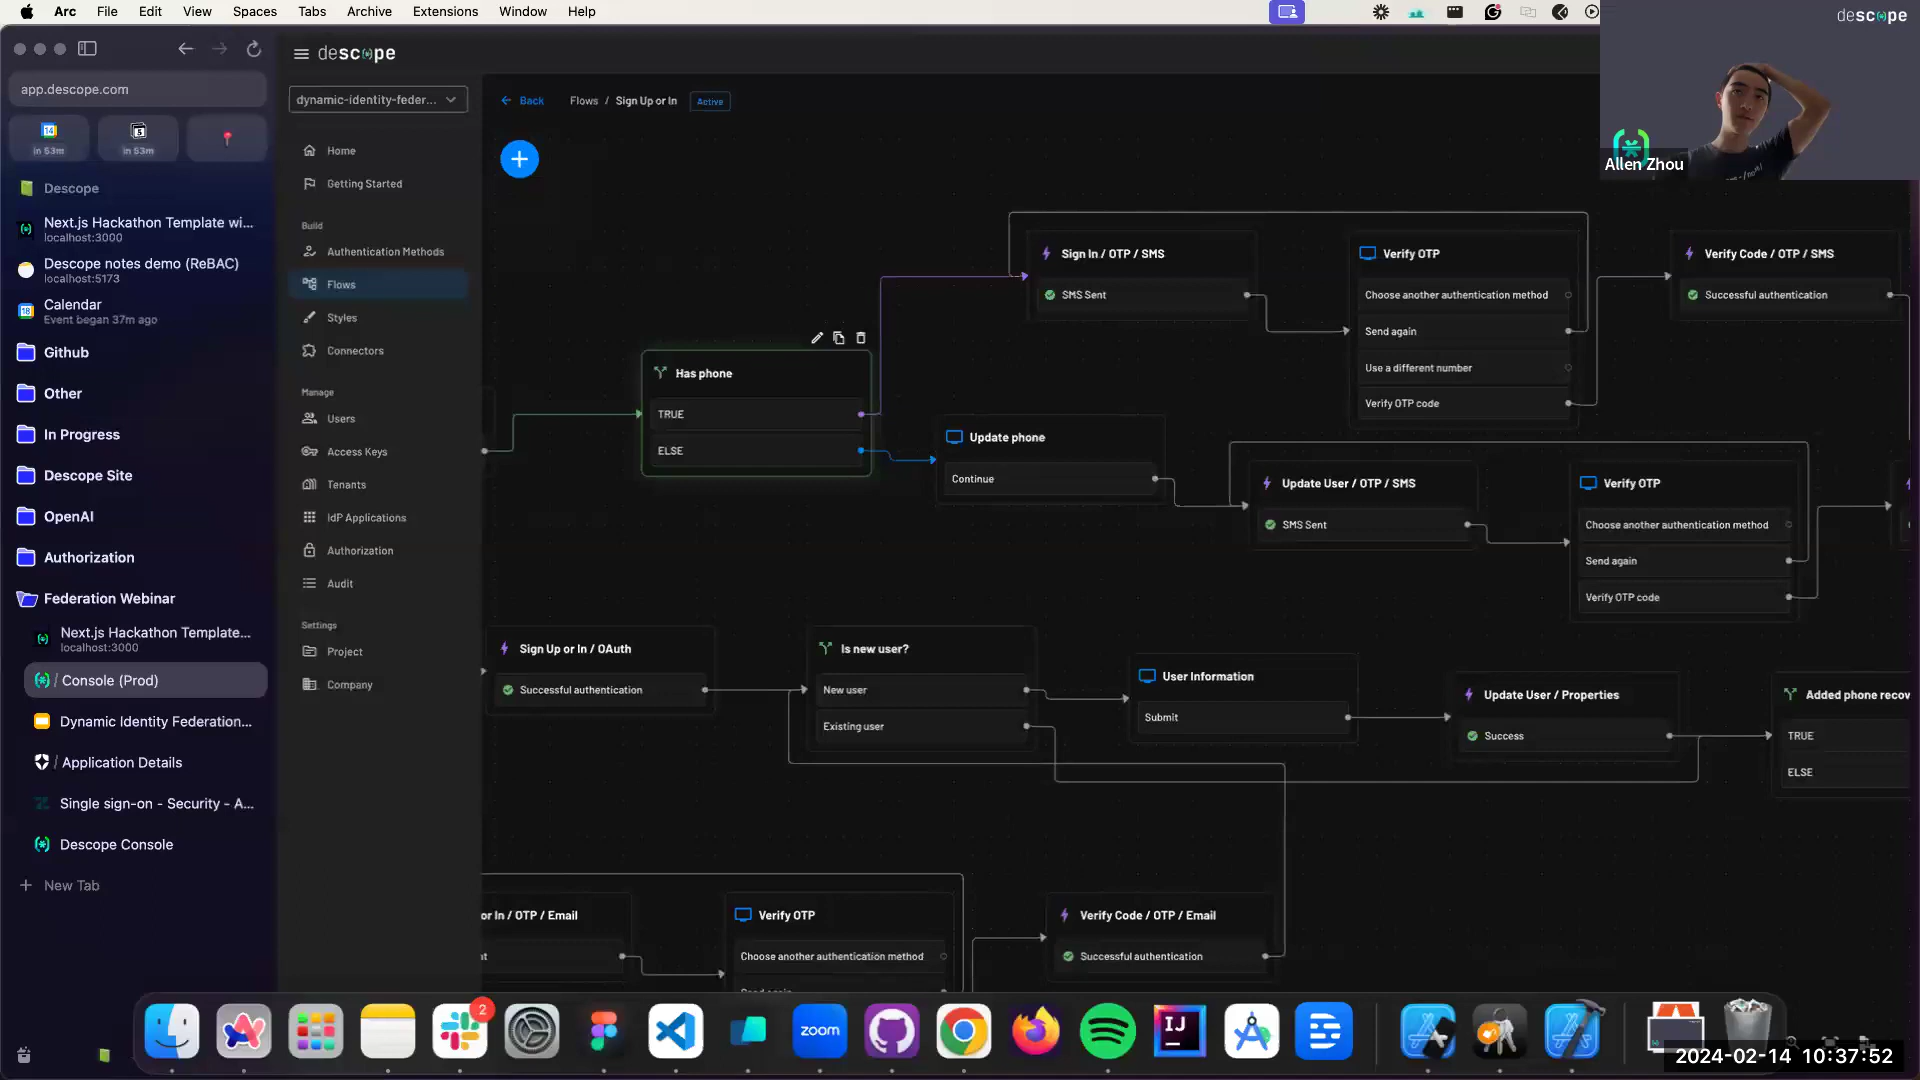 Arc File Edit View Spaces Tabs Archive Extensions Window Help
descope
Allen Zhou
app.descope.com
14
in 53m
5
in 53m
Descope
Next.js Hackathon Template wi...
localhost:3000
Descope notes demo (ReBAC)
localhost:5173
18
Calendar
Event began 37m ago
Github
Other
In Progress
Descope Site
OpenAI
Authorization
Federation Webinar
Next.js Hackathon Template...
localhost:3000
/ Console (Prod)
Dynamic Identity Federation...
/ Application Details
Single sign-on - Security - A...
Descope Console
New Tab
descope
dynamic-identity-feder...
Home
Getting Started
Build
Authentication Methods
Flows
Styles
Connectors
Manage
Users
Access Keys
Tenants
IdP Applications
Authorization
Audit
Settings
Project
Company
Back
Flows / Sign Up or In
Active
Has phone
TRUE
ELSE
Sign In / OTP / SMS
SMS Sent
Verify OTP
Choose another authentication method
Send again
Use a different number
Verify OTP code
Verify Code / OTP / SMS
Successful authentication
Update phone
Continue
Update User / OTP / SMS
SMS Sent
Verify OTP
Choose another authentication method
Send again
Verify OTP code
Sign Up or In / OAuth
Successful authentication
Is new user?
New user
Existing user
User Information
Submit
Update User / Properties
Success
Added phone recov
TRUE
ELSE
or In / OTP / Email
nt
Verify OTP
Choose another authentication method
Send again
Verify Code / OTP / Email
Successful authentication
2
zoom
IJ
2024-02-14 10:37:52